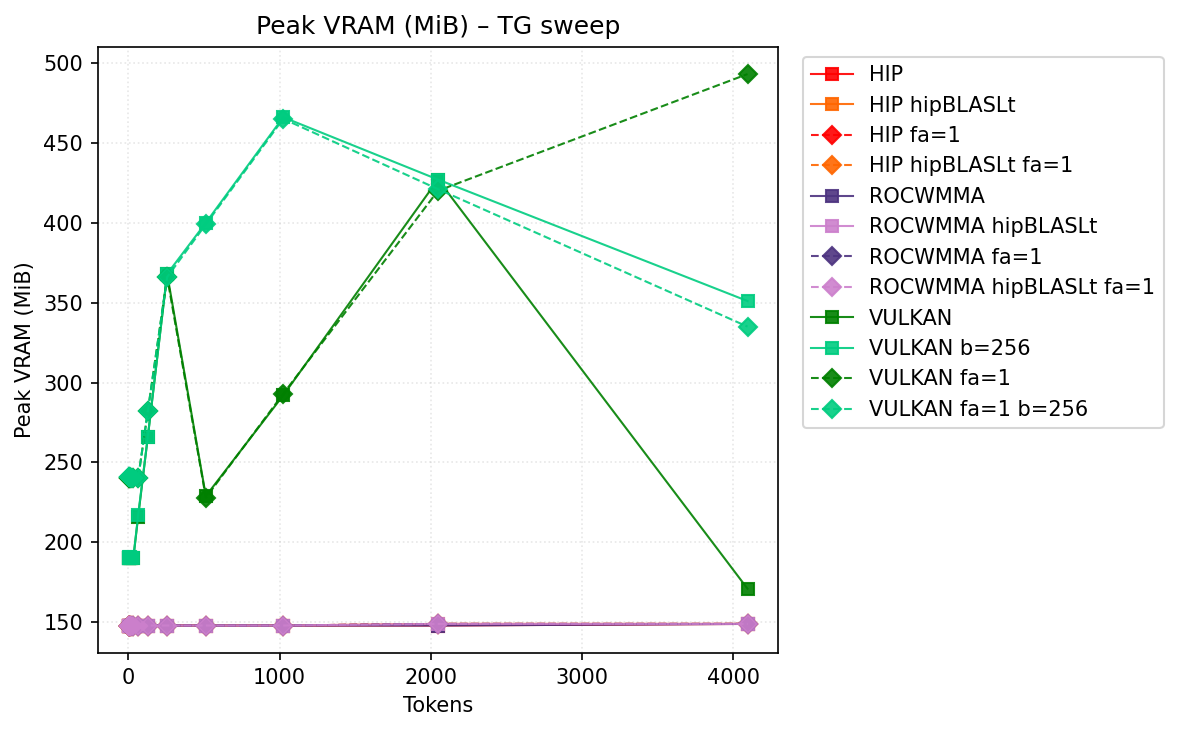 Peak VRAM (MiB) – TG sweep
Peak VRAM (MiB)
500
450
400
350
300
250
200
150
0
1000
2000
3000
4000
Tokens
HIP
HIP hipBLASLt
HIP fa=1
HIP hipBLASLt fa=1
ROCWMMA
ROCWMMA hipBLASLt
ROCWMMA fa=1
ROCWMMA hipBLASLt fa=1
VULKAN
VULKAN b=256
VULKAN fa=1
VULKAN fa=1 b=256